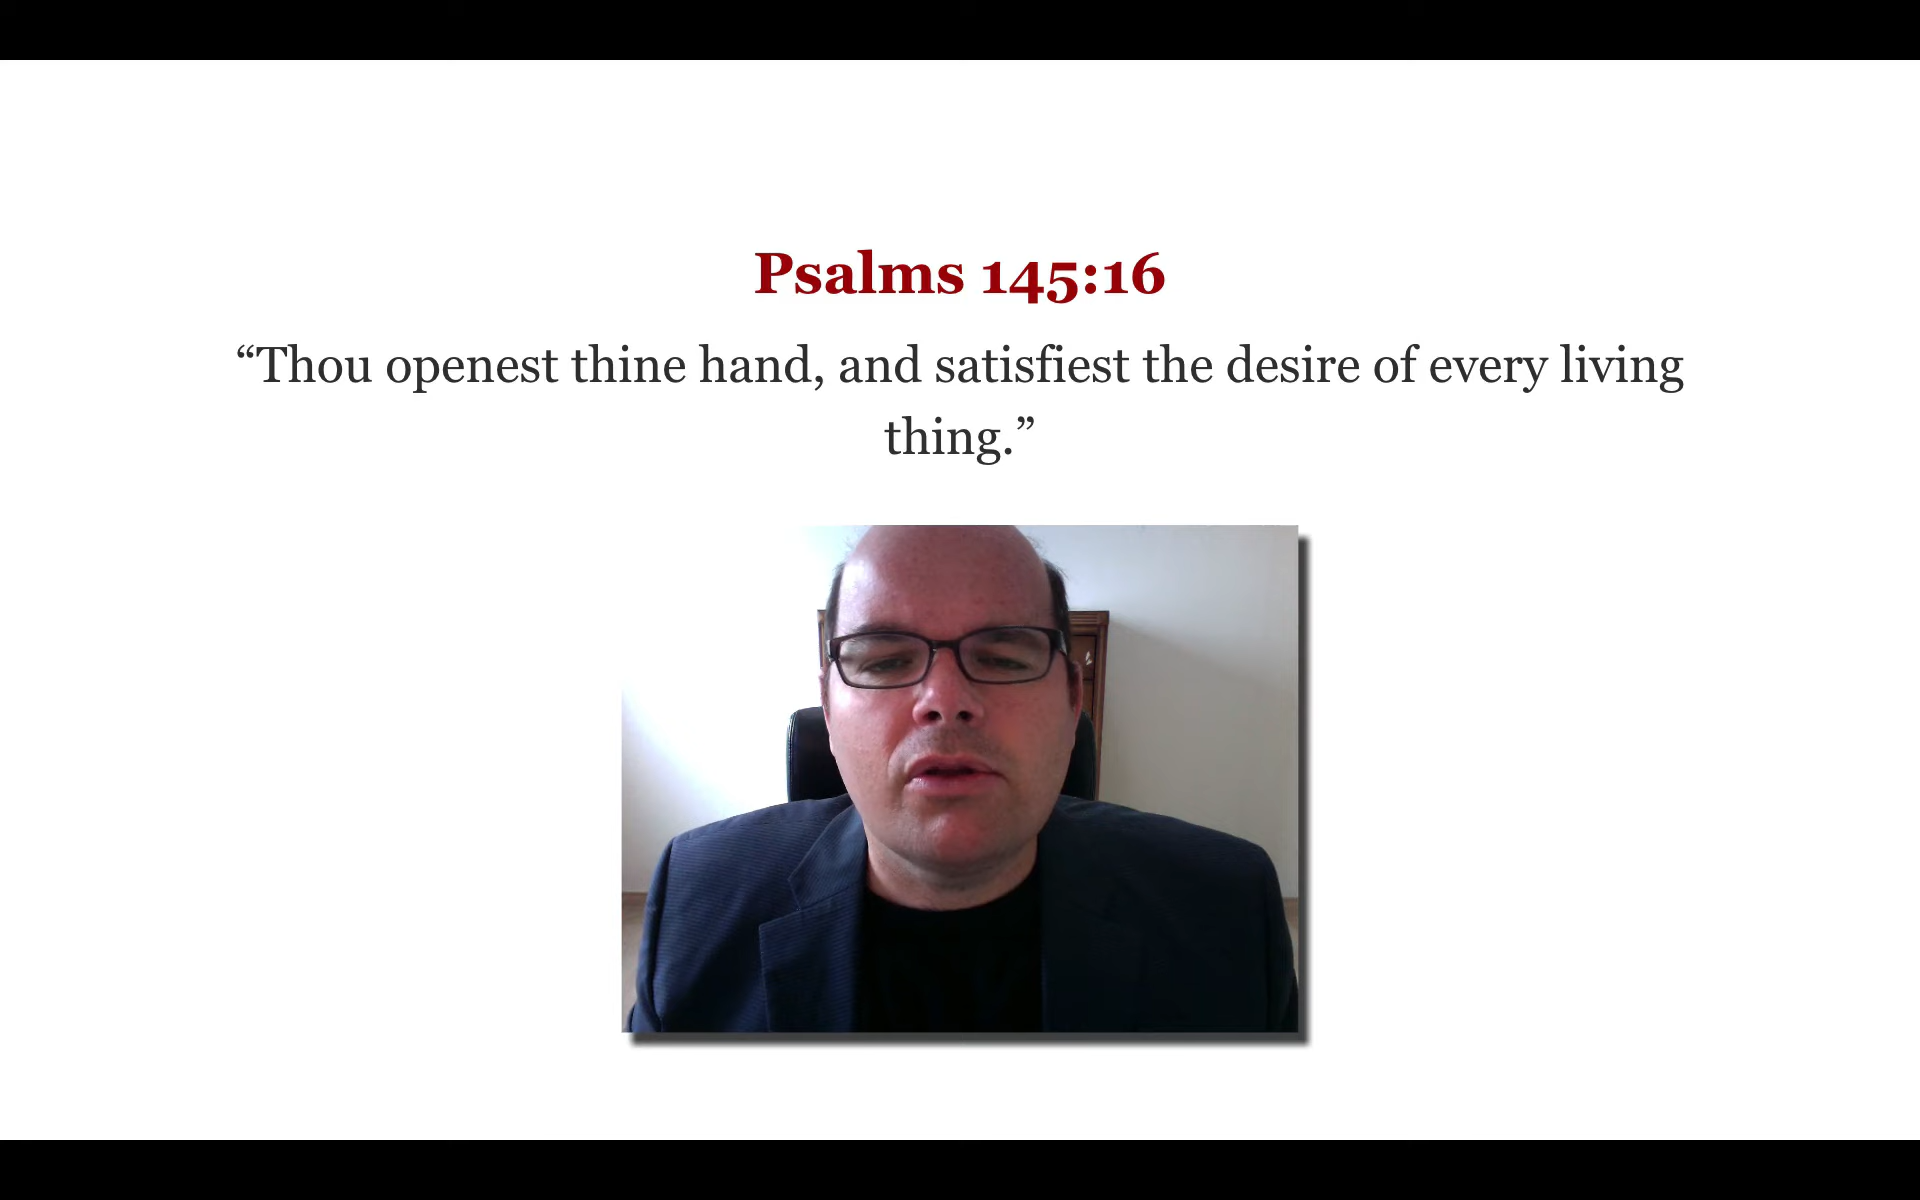 Psalms 145:16
“Thou openest thine hand, and satisfiest the desire of every living
thing.”